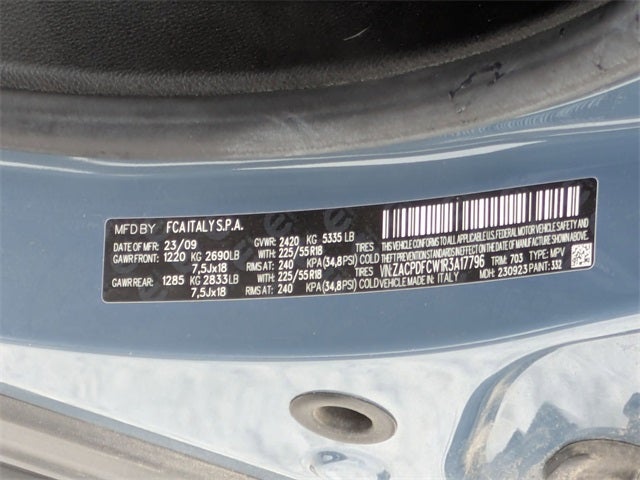 MFD BY FCA ITALY S.P.A.
DATE OF MFD: 23/09 GVWR: 2420 KG 5335 LB
GAWR FRONT: 1220 KG 2690LB WITH 225/55R18 TIRES
7,5Jx18 RIMS AT: 240 KPA (34,8PSI) COLD
GAWR REAR: 1285 KG 2833LB WITH 225/55R18 TIRES
7,5Jx18 RIMS AT: 240 KPA (34,8PSI) COLD
THIS VEHICLE CONFORMS TO ALL APPLICABLE U.S. FEDERAL MOTOR VEHICLE
SAFETY, BUMPER, AND THEFT PREVENTION STANDARDS IN EFFECT ON THE DATE OF MANUFACTURE SHOWN ABOVE.
VIN: ZACPDFCW1R3A17796 TRIM: 703 TYPE: MPV
VEHICLE MADE IN: ITALY MDH: 230923 PAINT: 332